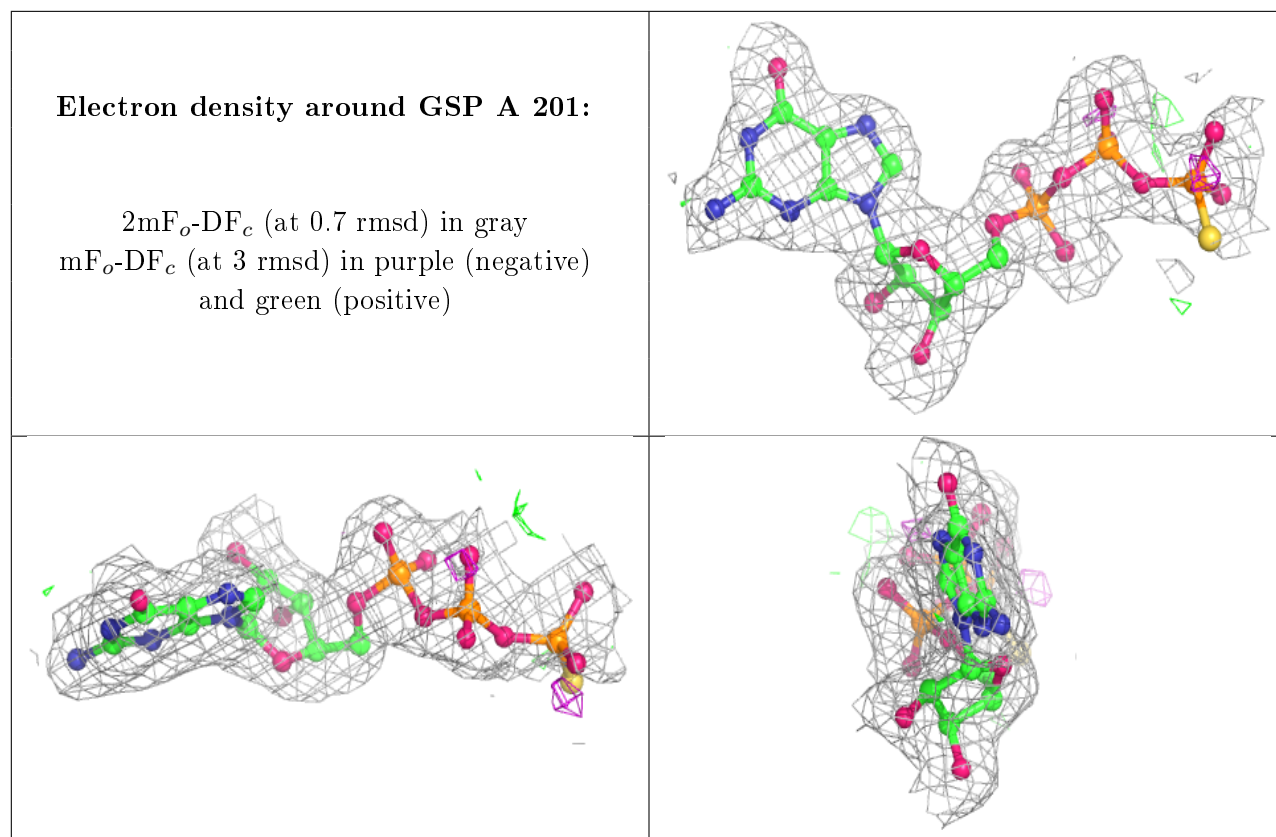 Electron density around GSP A 201:
2mFₒ-DF𝒸 (at 0.7 rmsd) in gray
mFₒ-DF𝒸 (at 3 rmsd) in purple (negative)
and green (positive)